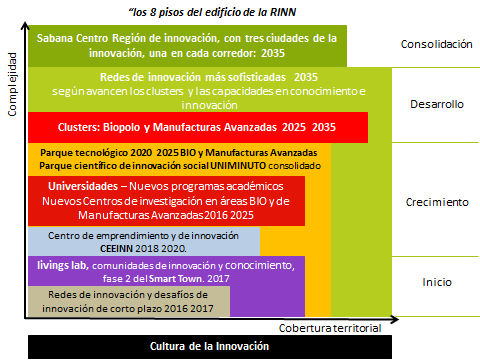 “los 8 pisos del edificio de la RINN
Complejidad
Sabana Centro Región de innovación, con tres ciudades de la
innovación, una en cada corredor: 2035
Consolidación
Redes de innovación más sofisticadas 2035
según avancen los clusters y las capacidades en conocimiento e
innovación
Desarrollo
Clusters: Biopolo y Manufacturas Avanzadas 2025 2035
Parque tecnológico 2020 2025 BIO y Manufacturas Avanzadas
Parque científico de innovación social UNIMINUTO consolidado
Universidades – Nuevos programas académicos
Nuevos Centros de investigación en áreas BIO y de
Manufacturas Avanzadas 2016 2025
Crecimiento
Centro de emprendimiento y de innovación
CEEINN 2018 2020.
livings lab, comunidades de innovación y conocimiento,
fase 2 del Smart Town. 2017
Inicio
Redes de innovación y desafíos de
innovación de corto plazo 2016 2017
Cobertura territorial
Cultura de la Innovación